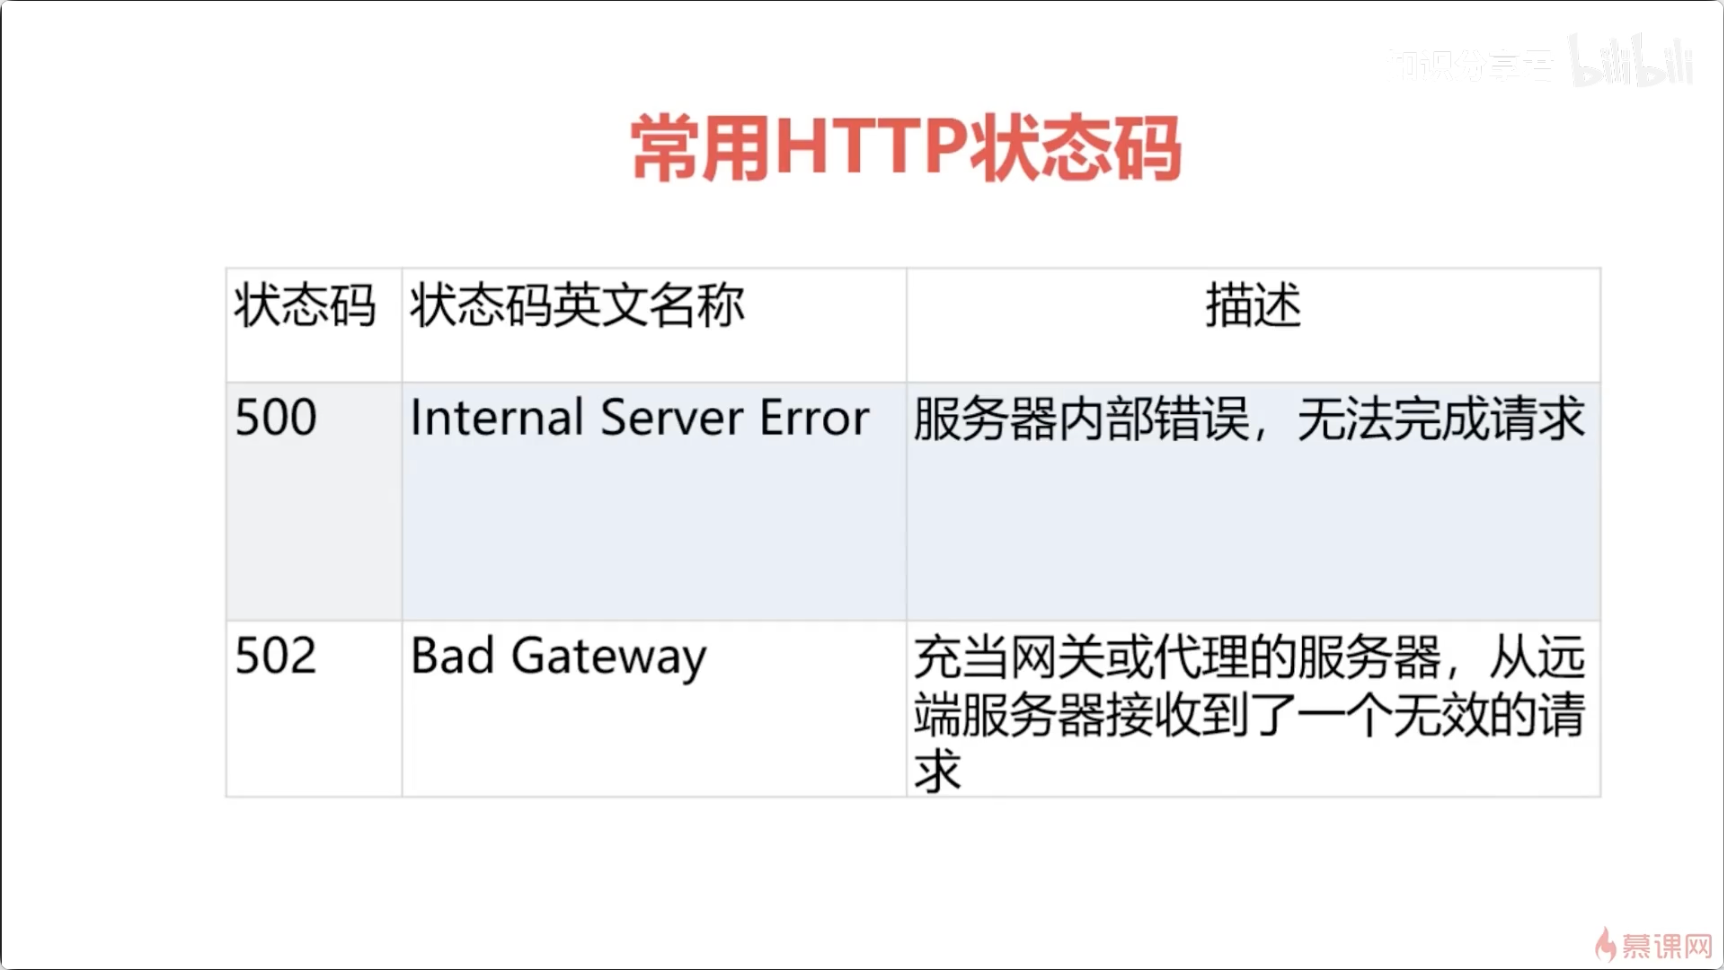 知识分享 bilibili
常用HTTP状态码
状态码 状态码英文名称 描述
500 Internal Server Error 服务器内部错误，无法完成请求
502 Bad Gateway 充当网关或代理的服务器，从远
端服务器接收到了一个无效的请
求
慕课网